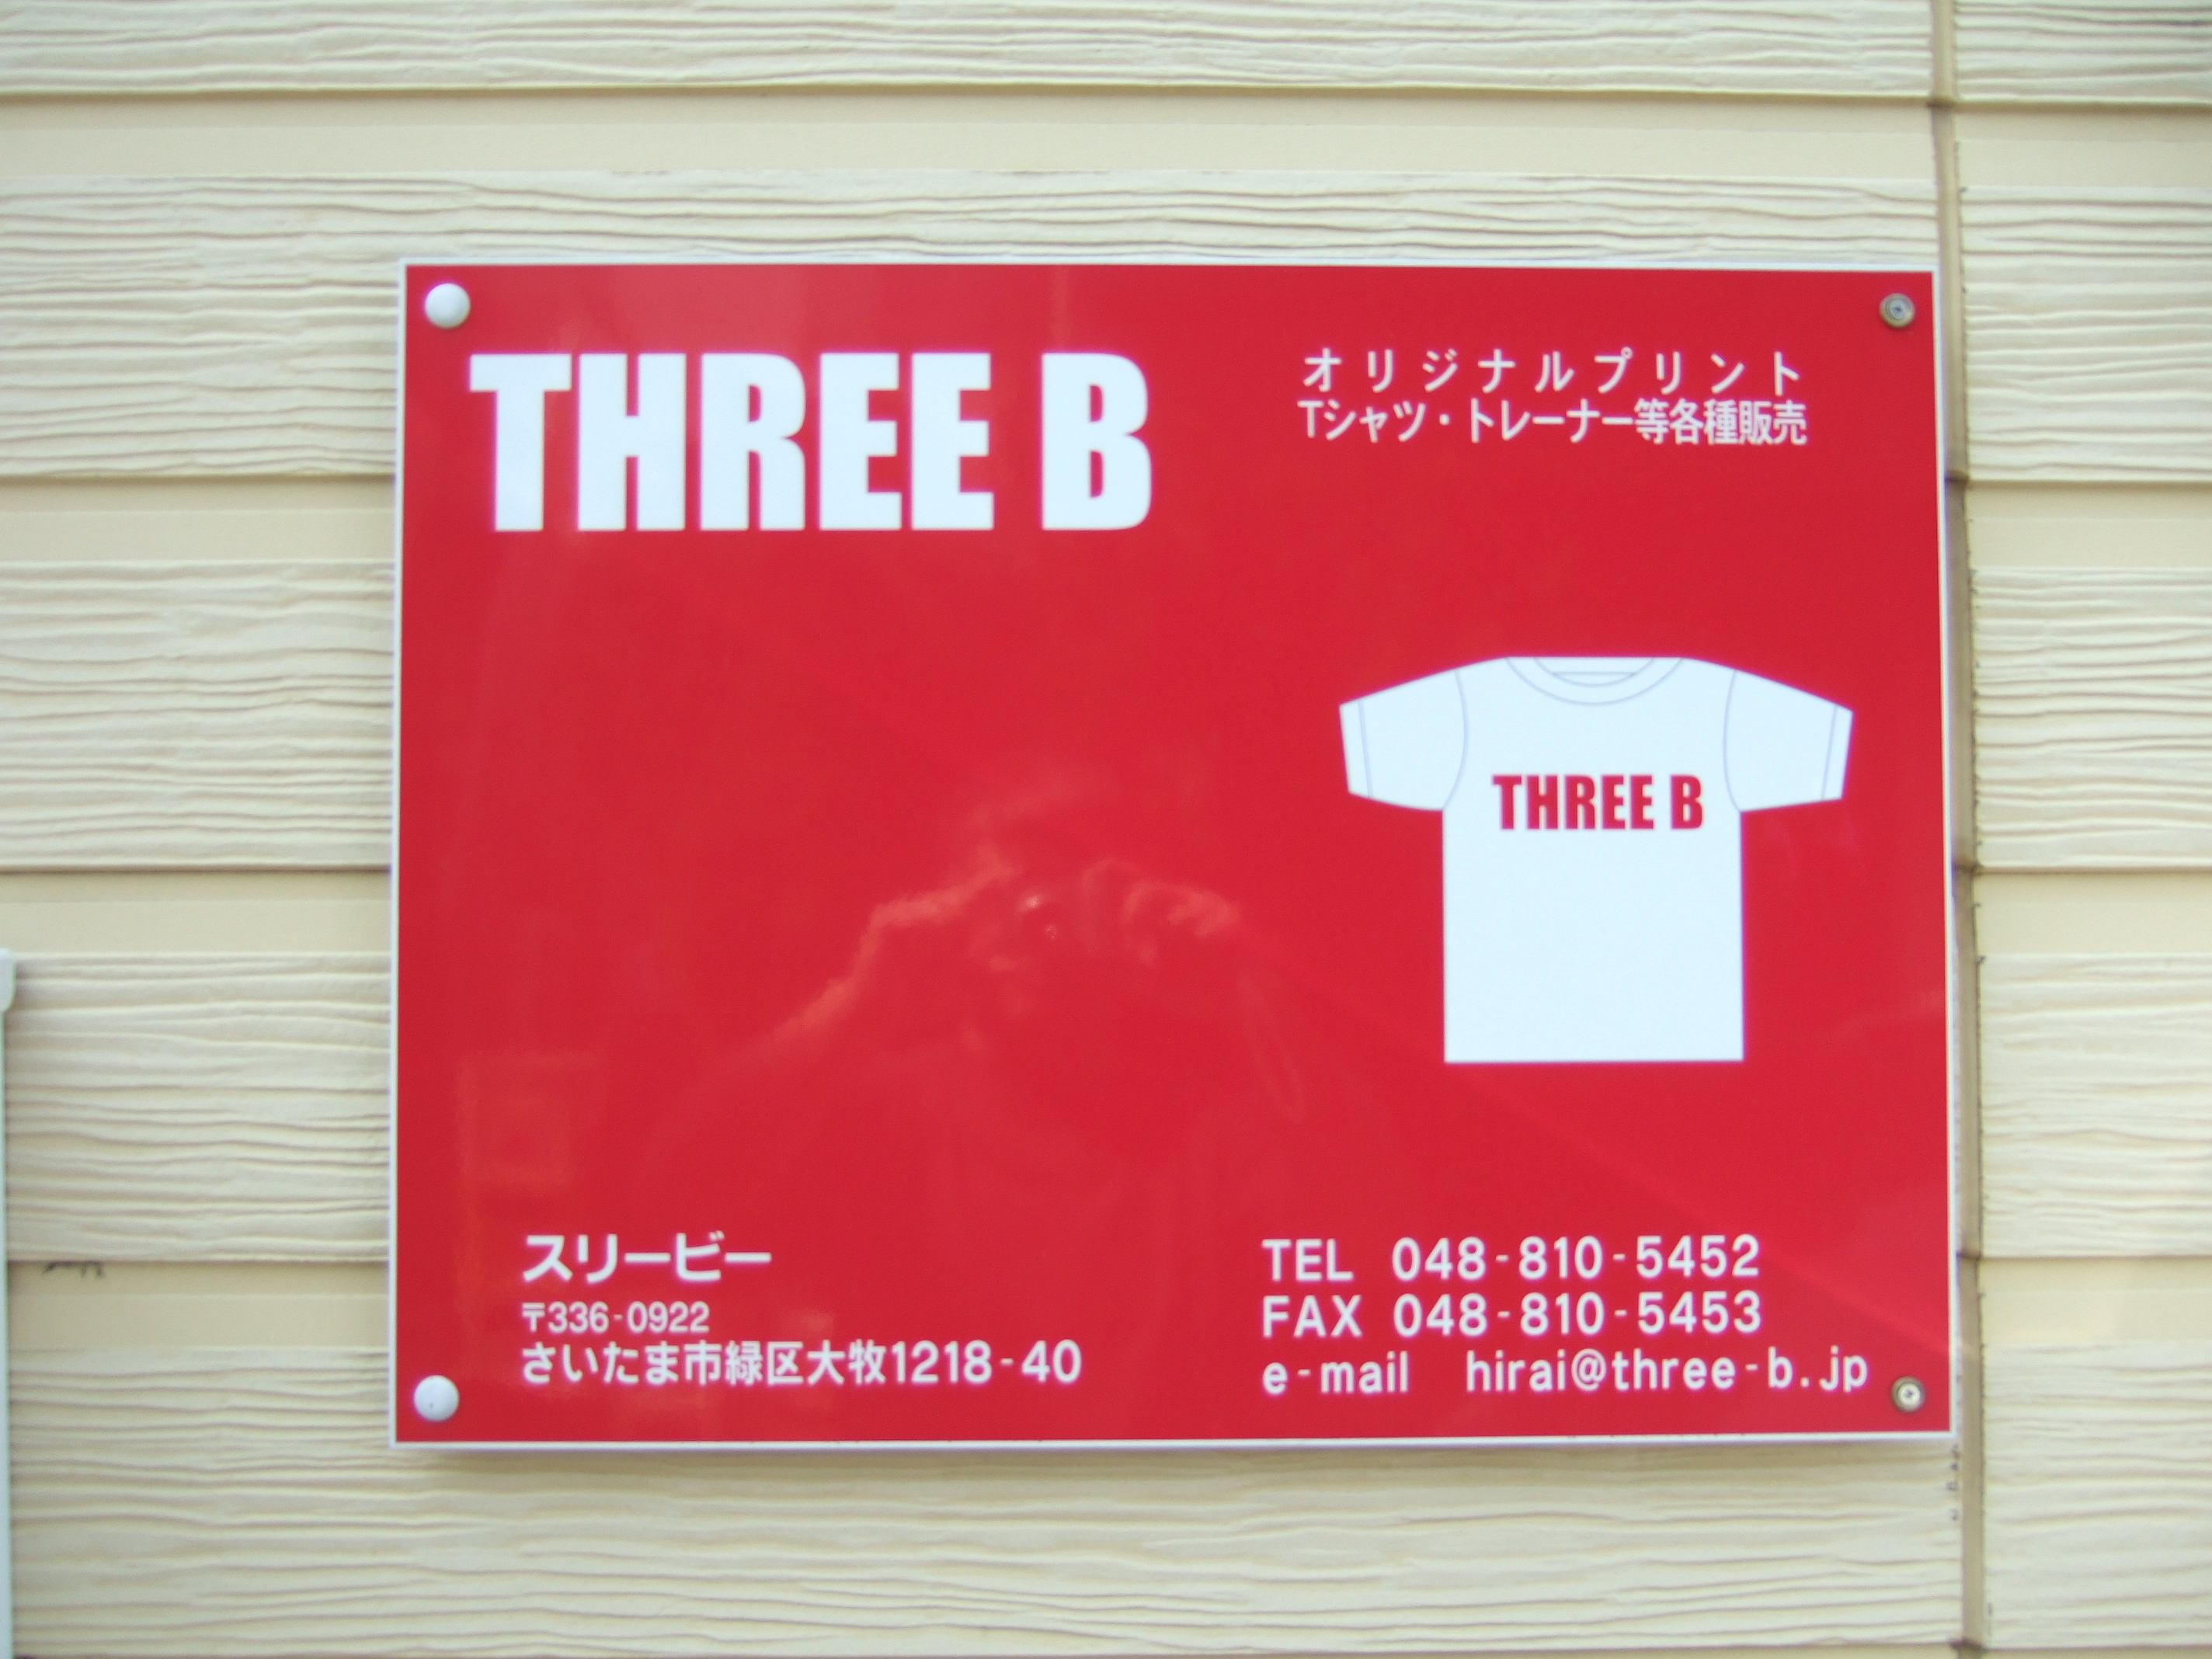 THREE B
オリジナルプリント
Tシャツ・トレーナー等各種販売
THREE B
スリービー
〒336-0922
さいたま市緑区大牧1218-40
TEL 048-810-5452
FAX 048-810-5453
e-mail hirai@three-b.jp